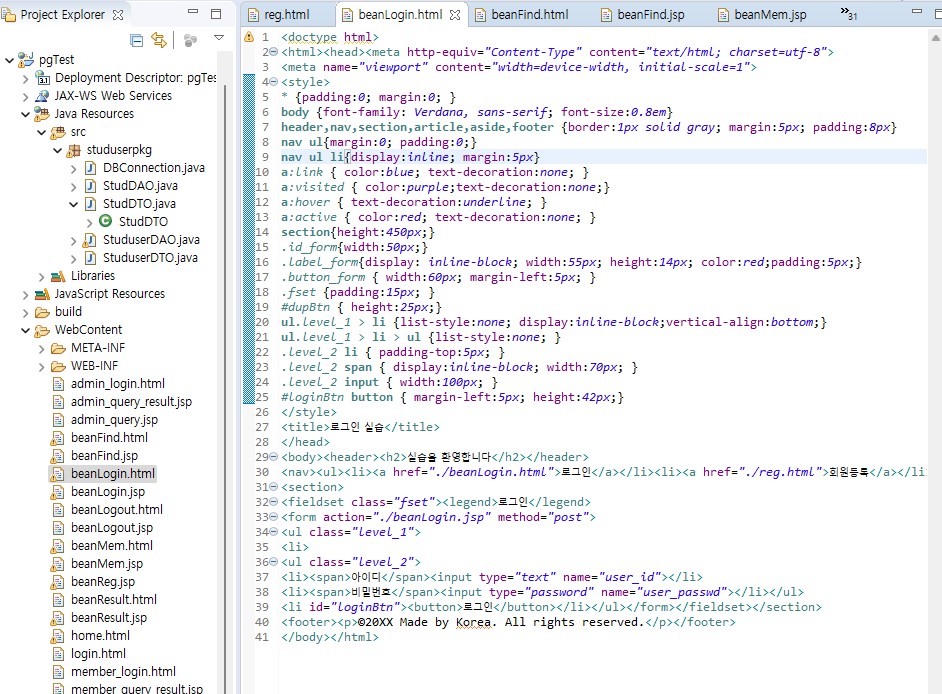 Project Explorer
pgTest
Deployment Descriptor: pgTes
JAX-WS Web Services
Java Resources
src
studuserpkg
DBConnection.java
StudDAO.java
StudDTO.java
StudDTO
StuduserDAO.java
StuduserDTO.java
Libraries
JavaScript Resources
build
WebContent
META-INF
WEB-INF
admin_login.html
admin_query_result.jsp
admin_query.jsp
beanFind.html
beanFind.jsp
beanLogin.html
beanLogin.jsp
beanLogout.html
beanLogout.jsp
beanMem.html
beanMem.jsp
beanReg.jsp
beanResult.html
beanResult.jsp
home.html
login.html
member_login.html
member_query_result.jsp
reg.html beanLogin.html beanFind.html beanFind.jsp beanMem.jsp »31
1 <doctype html>
2 <html><head><meta http-equiv="Content-Type" content="text/html; charset=utf-8">
3 <meta name="viewport" content="width=device-width, initial-scale=1">
4 <style>
5 * {padding:0; margin:0; }
6 body {font-family: Verdana, sans-serif; font-size:0.8em}
7 header,nav,section,article,aside,footer {border:1px solid gray; margin:5px; padding:8px}
8 nav ul{margin:0; padding:0;}
9 nav ul li{display:inline; margin:5px}
10 a:link { color:blue; text-decoration:none; }
11 a:visited { color:purple;text-decoration:none;}
12 a:hover { text-decoration:underline; }
13 a:active { color:red; text-decoration:none; }
14 section{height:450px;}
15 .id_form{width:50px;}
16 .label_form{display: inline-block; width:55px; height:14px; color:red;padding:5px;}
17 .button_form { width:60px; margin-left:5px; }
18 .fset {padding:15px; }
19 #dupBtn { height:25px;}
20 ul.level_1 > li {list-style:none; display:inline-block;vertical-align:bottom;}
21 ul.level_1 > li > ul {list-style:none; }
22 .level_2 li { padding-top:5px; }
23 .level_2 span { display:inline-block; width:70px; }
24 .level_2 input { width:100px; }
25 #loginBtn button { margin-left:5px; height:42px;}
26 </style>
27 <title>로그인 실습</title>
28 </head>
29 <body><header><h2>실습을 환영합니다</h2></header>
30 <nav><ul><li><a href="./beanLogin.html">로그인</a></li><li><a href="./reg.html">회원등록</a></li
31 <section>
32 <fieldset class="fset"><legend>로그인</legend>
33 <form action="./beanLogin.jsp" method="post">
34 <ul class="level_1">
35 <li>
36 <ul class="level_2">
37 <li><span>아이디</span><input type="text" name="user_id"></li>
38 <li><span>비밀번호</span><input type="password" name="user_passwd"></li></ul>
39 <li id="loginBtn"><button>로그인</button></li></ul></form></fieldset></section>
40 <footer><p>©20XX Made by Korea. All rights reserved.</p></footer>
41 </body></html>